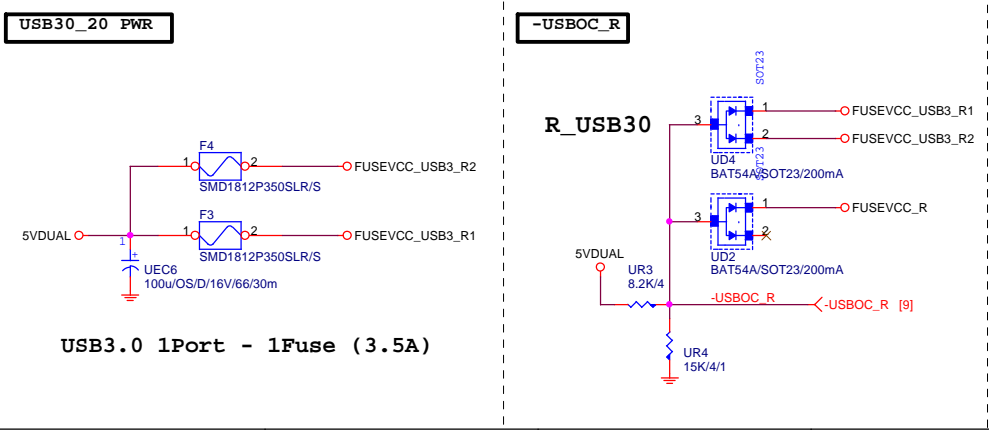 USB30_20 PWR
F4
1
2
FUSEVCC_USB3_R2
SMD1812P350SLR/S
F3
5VDUAL
1
1
2
FUSEVCC_USB3_R1
SMD1812P350SLR/S
+
UEC6
100u/OS/D/16V/66/30m
USB3.0 1Port - 1Fuse (3.5A)
-USBOC_R
SOT23
R_USB30
3
1
FUSEVCC_USB3_R1
2
FUSEVCC_USB3_R2
SOT23
UD4
BAT54A/SOT23/200mA
3
1
FUSEVCC_R
2
UD2
BAT54A/SOT23/200mA
5VDUAL
UR3
8.2K/4
-USBOC_R
-USBOC_R [9]
UR4
15K/4/1